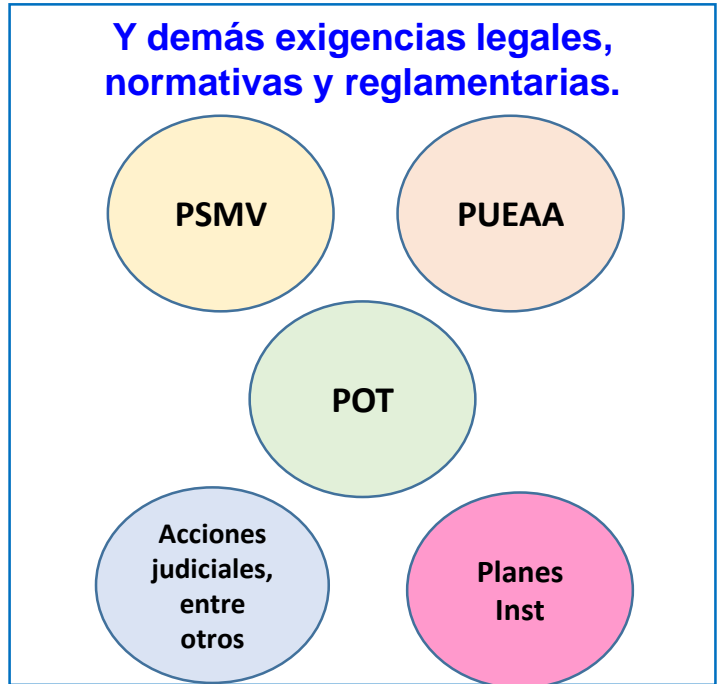 Y demás exigencias legales,
normativas y reglamentarias.
PSMV
PUEAA
POT
Acciones
judiciales,
entre
otros
Planes
Inst